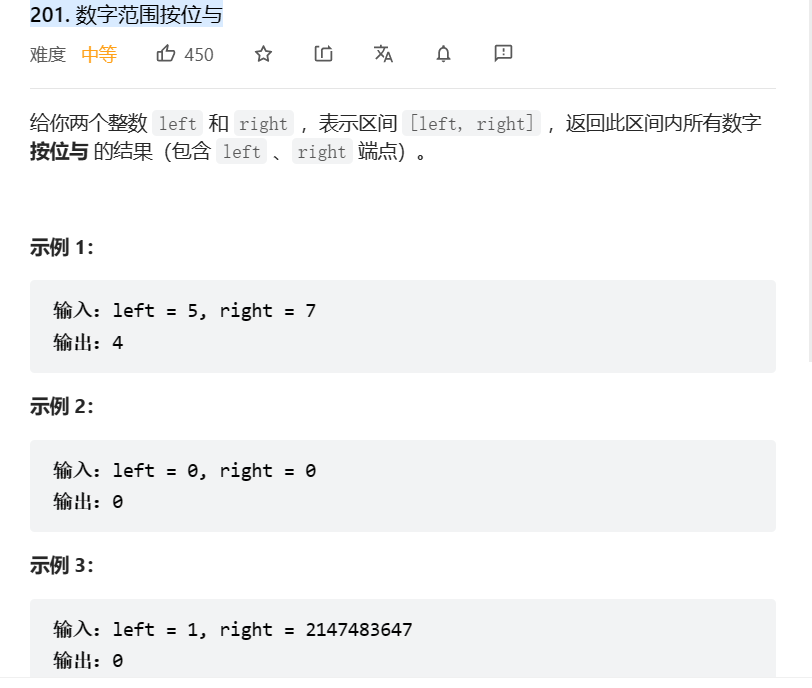 201. 数字范围按位与
难度 中等 450
给你两个整数 left 和 right ，表示区间 [left, right] ，返回此区间内所有数字
按位与 的结果（包含 left 、right 端点）。
示例 1：
输入：left = 5, right = 7
输出：4
示例 2：
输入：left = 0, right = 0
输出：0
示例 3：
输入：left = 1, right = 2147483647
输出：0